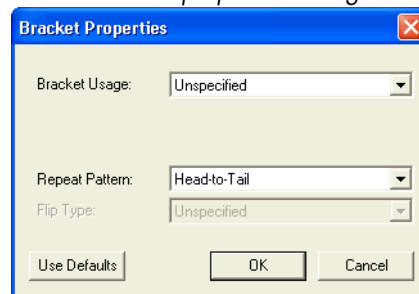 Bracket Properties
Bracket Usage: Unspecified
Repeat Pattern: Head-to-Tail
Flip Type: Unspecified
Use Defaults OK Cancel